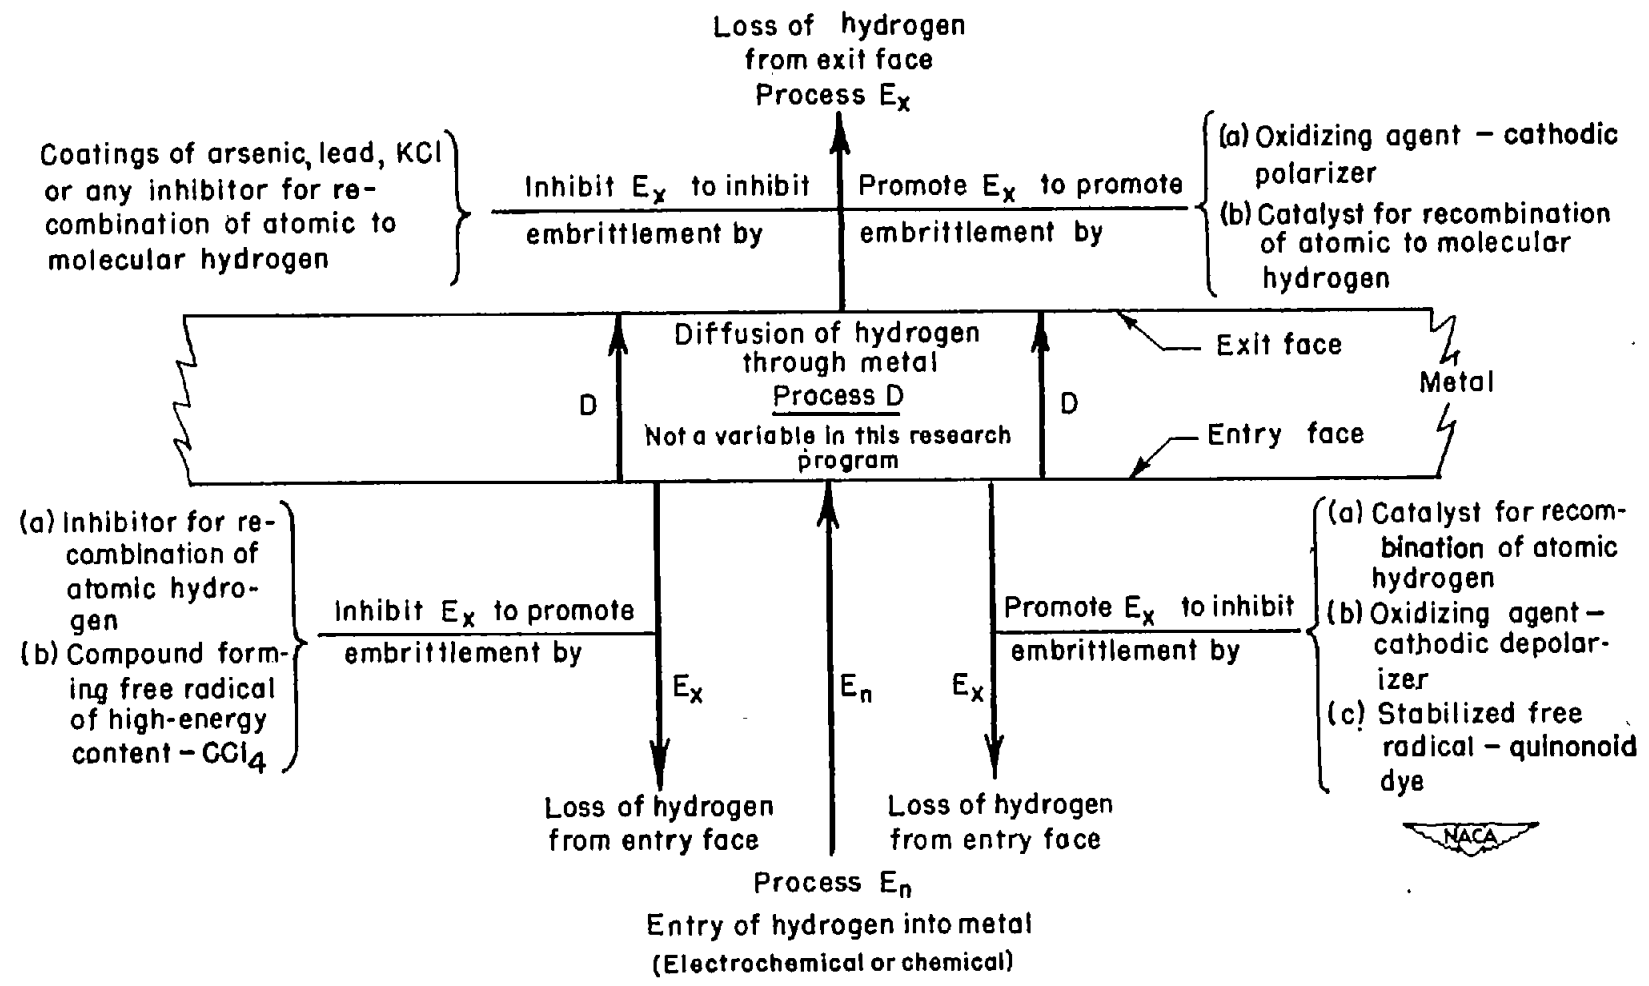 Loss of hydrogen
from exit face
Process Ex
Coatings of arsenic, lead, KCl
or any inhibitor for re-
combination of atomic to
molecular hydrogen
Inhibit Ex to inhibit
embrittlement by
Promote Ex to promote
embrittlement by
(a) Oxidizing agent – cathodic
polarizer
(b) Catalyst for recombination
of atomic to molecular
hydrogen
Diffusion of hydrogen
through metal
Process D
Not a variable in this research
program
D
D
Exit face
Metal
Entry face
(a) Inhibitor for re-
combination of
atomic hydro-
gen
(b) Compound form-
ing free radical
of high-energy
content – CCl4
Inhibit Ex to promote
embrittlement by
Ex
En
Ex
Promote Ex to inhibit
embrittlement by
(a) Catalyst for recom-
bination of atomic
hydrogen
(b) Oxidizing agent –
cathodic depolar-
izer
(c) Stabilized free
radical – quinonoid
dye
Loss of hydrogen
from entry face
Loss of hydrogen
from entry face
NACA
Process En
Entry of hydrogen into metal
(Electrochemical or chemical)